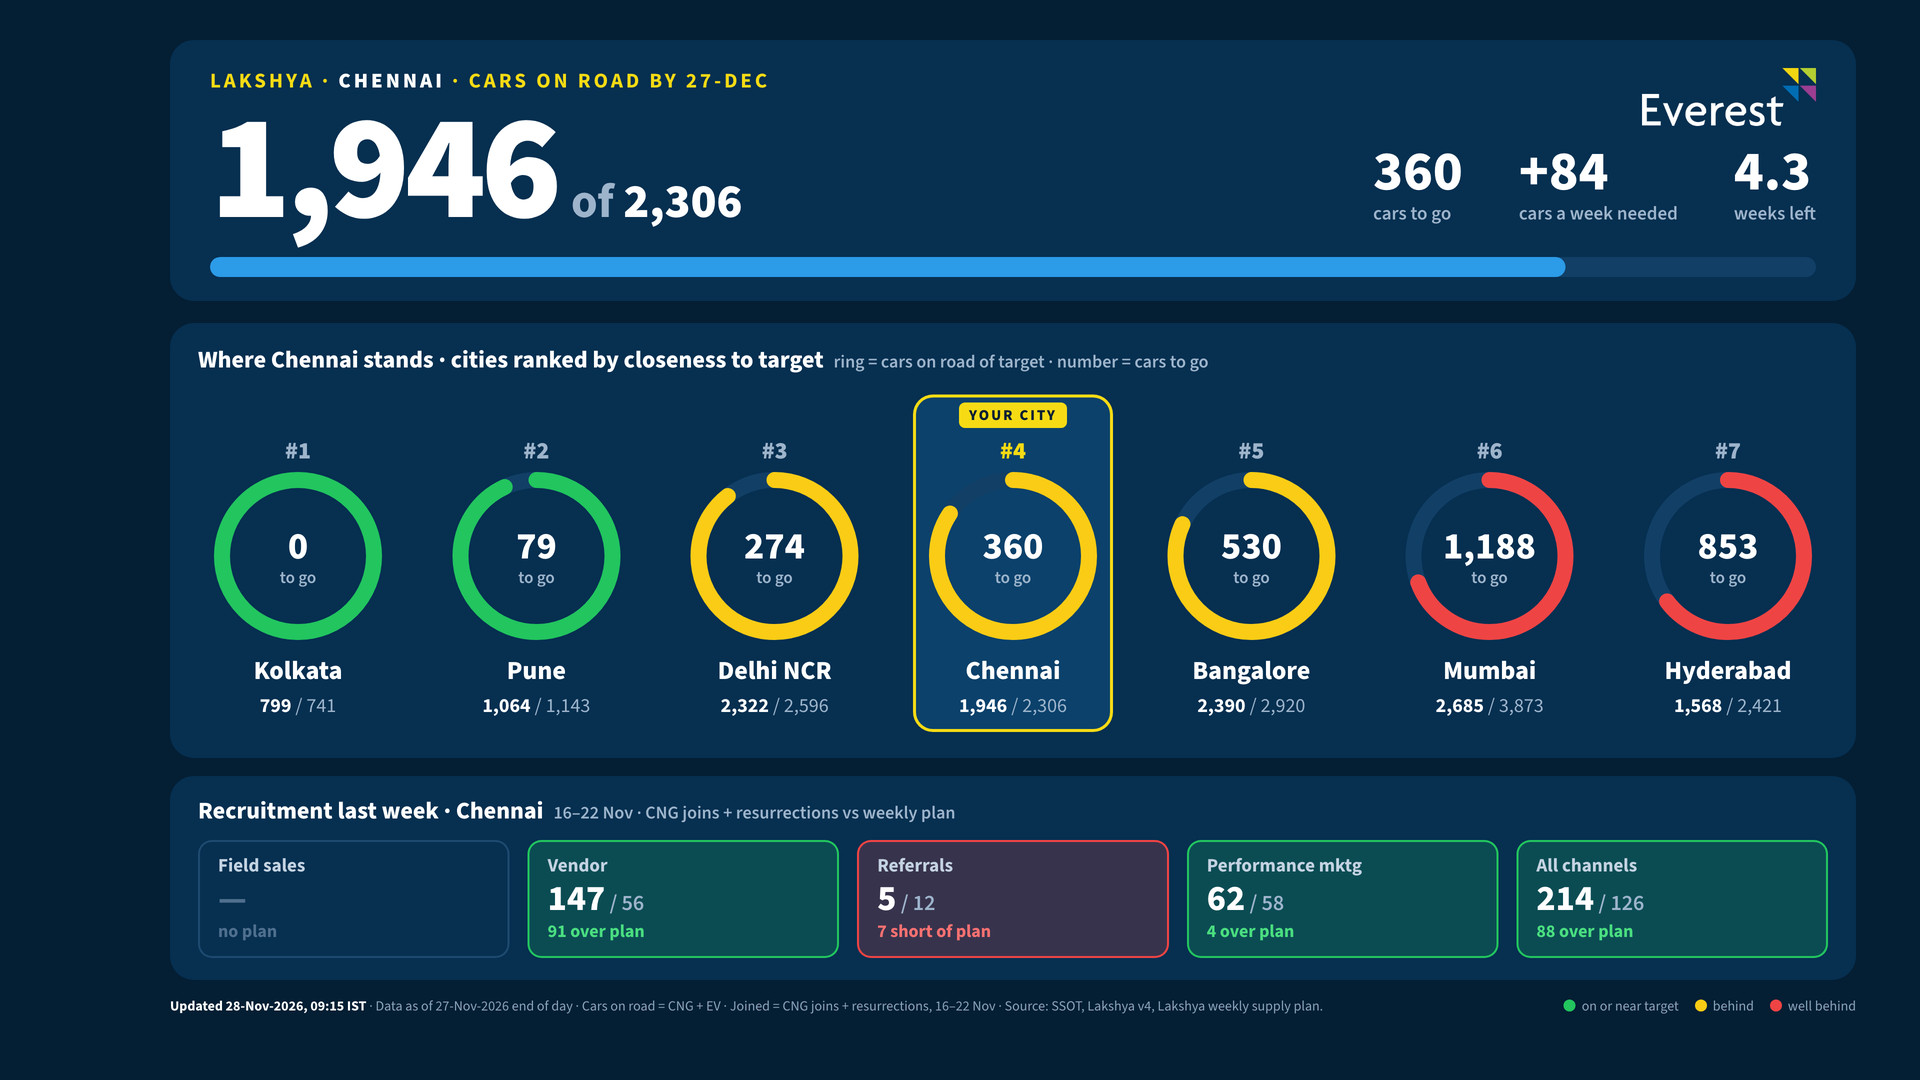 LAKSHYA · CHENNAI · CARS ON ROAD BY 27-DEC
Everest
1,946 of 2,306
360 cars to go
+84 cars a week needed
4.3 weeks left
Where Chennai stands · cities ranked by closeness to target ring = cars on road of target · number = cars to go
YOUR CITY
#1
0
to go
Kolkata
799 / 741
#2
79
to go
Pune
1,064 / 1,143
#3
274
to go
Delhi NCR
2,322 / 2,596
#4
360
to go
Chennai
1,946 / 2,306
#5
530
to go
Bangalore
2,390 / 2,920
#6
1,188
to go
Mumbai
2,685 / 3,873
#7
853
to go
Hyderabad
1,568 / 2,421
Recruitment last week · Chennai 16–22 Nov · CNG joins + resurrections vs weekly plan
Field sales
—
no plan
Vendor
147 / 56
91 over plan
Referrals
5 / 12
7 short of plan
Performance mktg
62 / 58
4 over plan
All channels
214 / 126
88 over plan
Updated 28-Nov-2026, 09:15 IST · Data as of 27-Nov-2026 end of day · Cars on road = CNG + EV · Joined = CNG joins + resurrections, 16–22 Nov · Source: SSOT, Lakshya v4, Lakshya weekly supply plan.
on or near target
behind
well behind